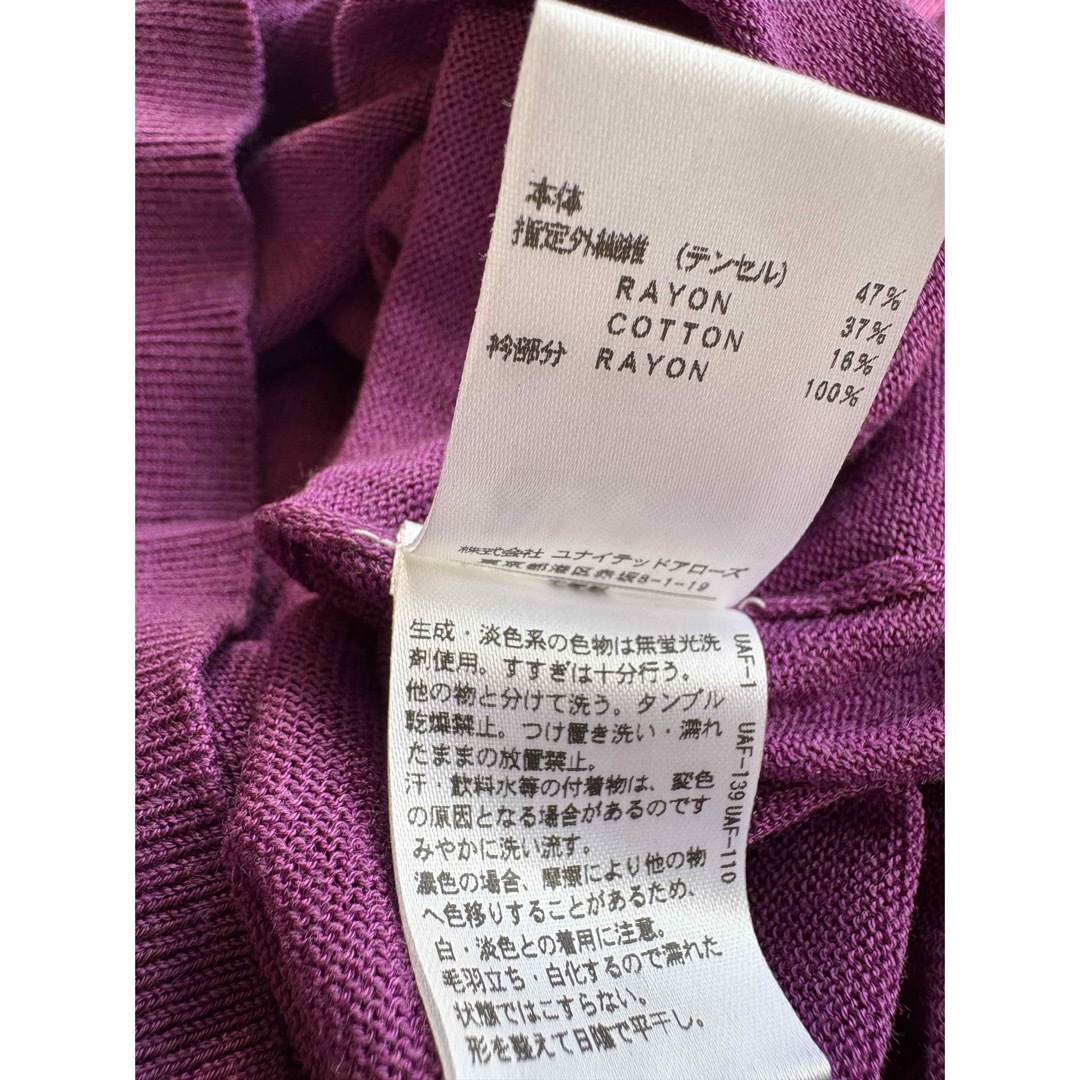 本体
指定外繊維 (テンセル) 47%
RAYON 37%
COTTON 16%
衿部分 RAYON 100%
株式会社 ユナイテッドアローズ
東京都港区赤坂8-1-19
生成・淡色系の色物は無蛍光洗
剤使用。すすぎは十分行う。
他の物と分けて洗う。タンブル
乾燥禁止。つけ置き洗い・濡れ
たままの放置禁止。
汗・飲料水等の付着物は、変色
の原因となる場合があるのです
みやかに洗い流す。
濃色の場合、摩擦により他の物
へ色移りすることがあるため、
白・淡色との着用に注意。
毛羽立ち・白化するので濡れた
状態ではこすらない。
形を整えて日陰で平干し。
UAF-1 UAF-139 UAF-110